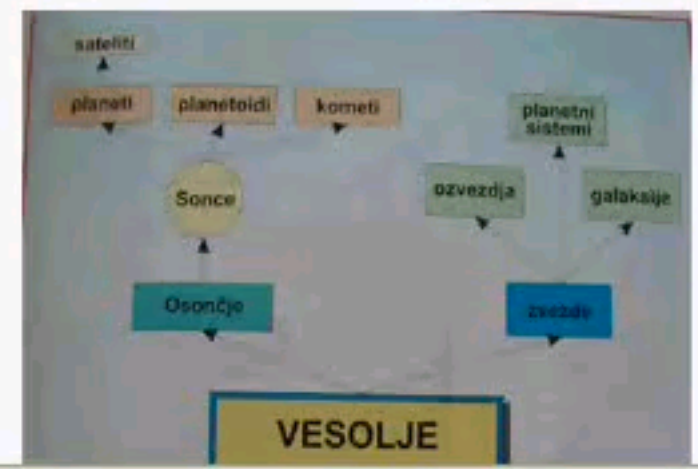 sateliti
planeti planetoidi kometi
planetni
sistemi
Sonce
ozvezdja
galaksije
Osončje
zvezde
VESOLJE